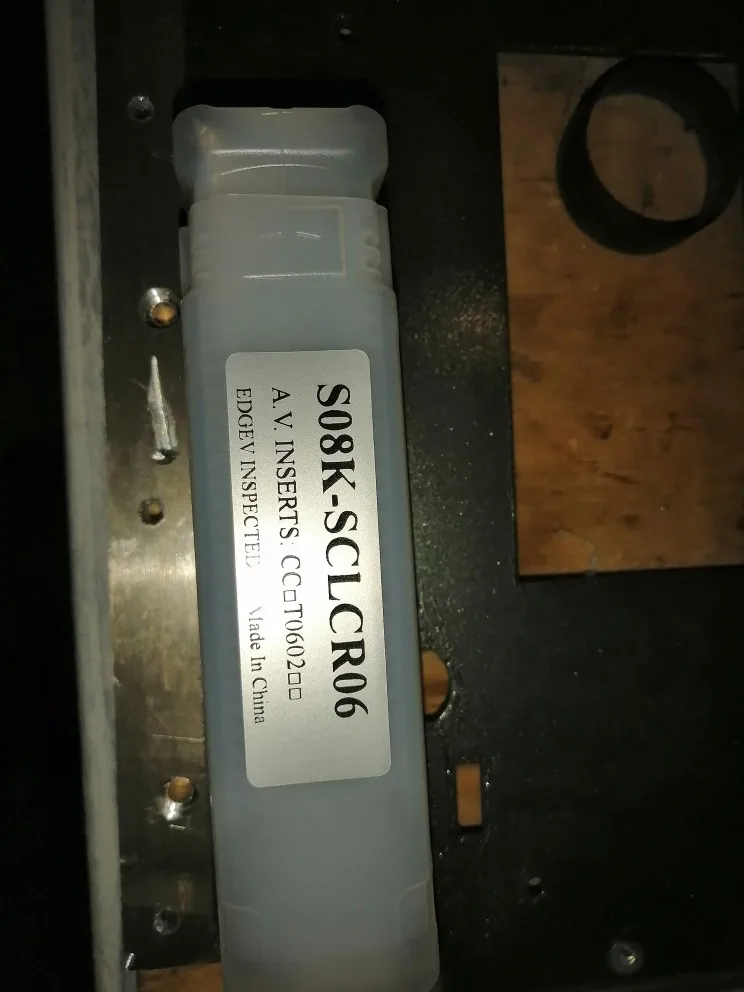 S08K-SCLCR06
A.V. INSERTS: CC□T0602□□
EDGEV INSPECTED Made In China